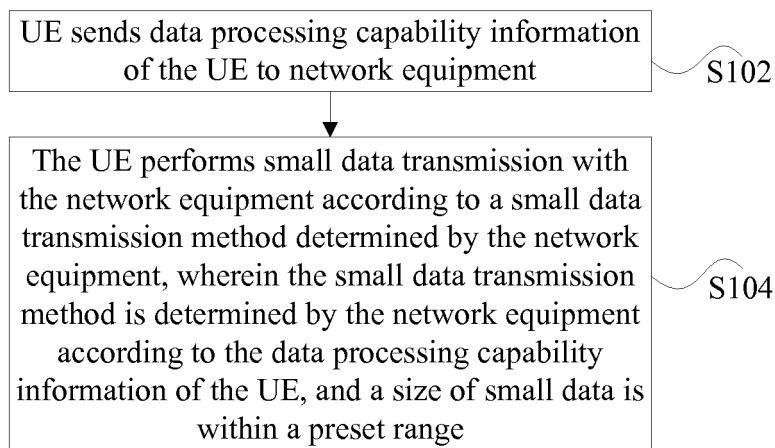 UE sends data processing capability information
of the UE to network equipment
S102
The UE performs small data transmission with
the network equipment according to a small data
transmission method determined by the network
equipment, wherein the small data transmission
method is determined by the network equipment
according to the data processing capability
information of the UE, and a size of small data is
within a preset range
S104